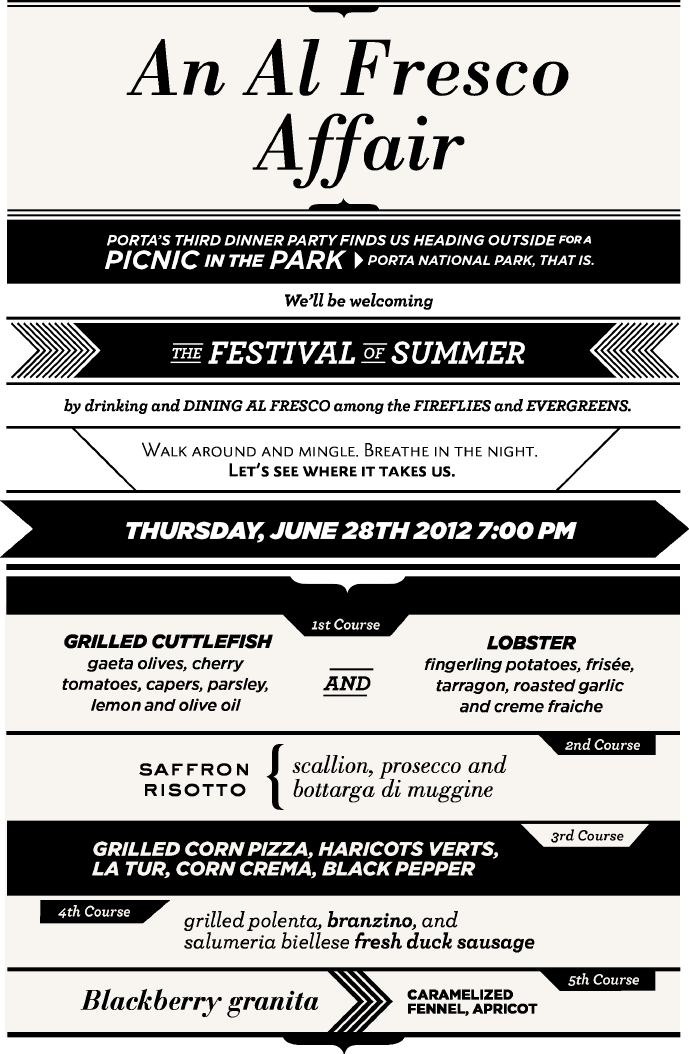 An Al Fresco
Affair
PORTA'S THIRD DINNER PARTY FINDS US HEADING OUTSIDE FOR A
PICNIC IN THE PARK ▶ PORTA NATIONAL PARK, THAT IS.
We'll be welcoming
THE FESTIVAL OF SUMMER
by drinking and DINING AL FRESCO among the FIREFLIES and EVERGREENS.
WALK AROUND AND MINGLE. BREATHE IN THE NIGHT.
LET'S SEE WHERE IT TAKES US.
THURSDAY, JUNE 28TH 2012 7:00 PM
1st Course
GRILLED CUTTLEFISH
gaeta olives, cherry
tomatoes, capers, parsley,
lemon and olive oil
AND
LOBSTER
fingerling potatoes, frisée,
tarragon, roasted garlic
and creme fraiche
2nd Course
SAFFRON
RISOTTO
scallion, prosecco and
bottarga di muggine
3rd Course
GRILLED CORN PIZZA, HARICOTS VERTS,
LA TUR, CORN CREMA, BLACK PEPPER
4th Course
grilled polenta, branzino, and
salumeria biellese fresh duck sausage
5th Course
Blackberry granita
CARAMELIZED
FENNEL, APRICOT